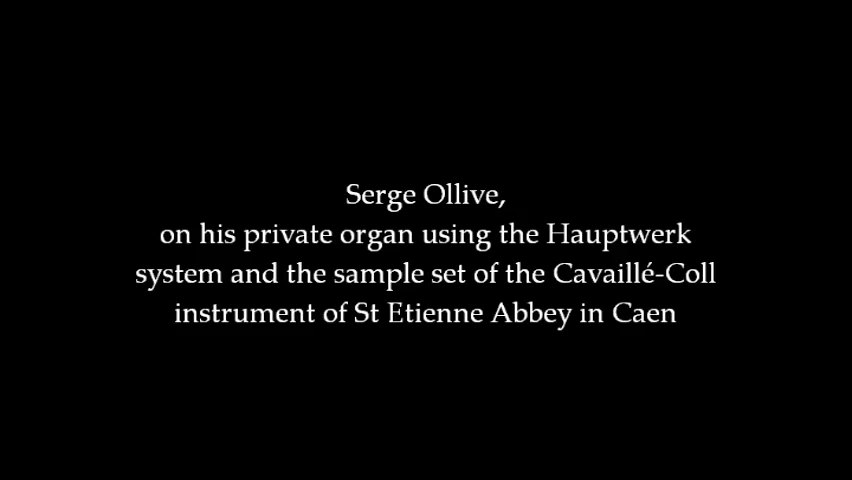 Serge Ollive,
on his private organ using the Hauptwerk
system and the sample set of the Cavaillé-Coll
instrument of St Etienne Abbey in Caen